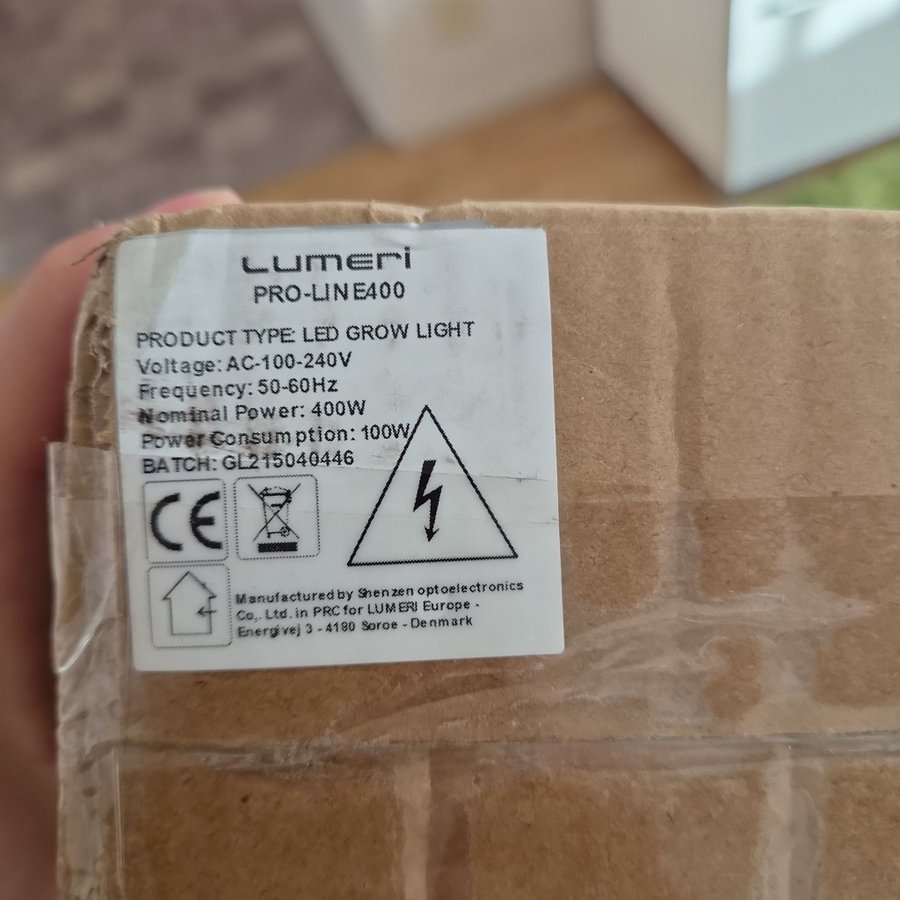 Lumeri
PRO-LINE400
PRODUCT TYPE: LED GROW LIGHT
Voltage: AC-100-240V
Frequency: 50-60Hz
Nominal Power: 400W
Power Consumption: 100W
BATCH: GL215040446
CE
Manufactured by Shenzen optoelectronics
Co,. Ltd. in PRC for LUMERI Europe -
Energivej 3 - 4180 Soroe - Denmark